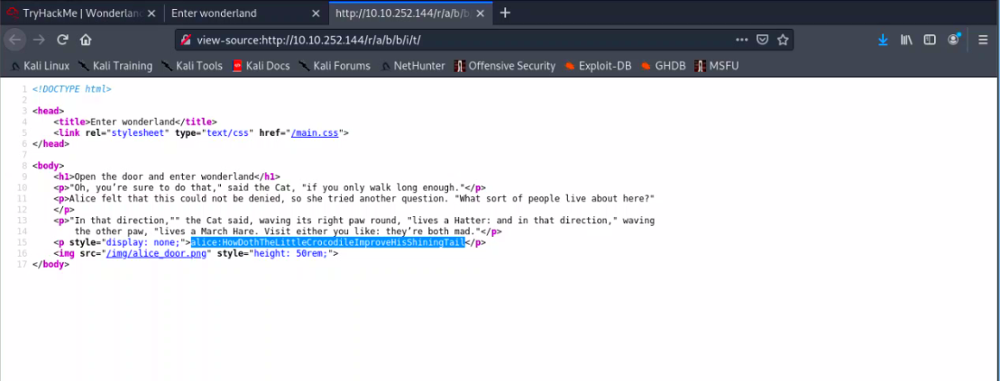 TryHackMe | Wonderlan
Enter wonderland
http://10.10.252.144/r/a/b/b
view-source:http://10.10.252.144/r/a/b/b/i/t/
Kali Linux Kali Training Kali Tools Kali Docs Kali Forums NetHunter Offensive Security Exploit-DB GHDB MSFU
1 <!DOCTYPE html>
2
3 <head>
4 <title>Enter wonderland</title>
5 <link rel="stylesheet" type="text/css" href="/main.css">
6 </head>
7
8 <body>
9 <h1>Open the door and enter wonderland</h1>
10 <p>"Oh, you’re sure to do that," said the Cat, "if you only walk long enough."</p>
11 <p>Alice felt that this could not be denied, so she tried another question. "What sort of people live about here?"
12 </p>
13 <p>"In that direction,"" the Cat said, waving its right paw round, "lives a Hatter: and in that direction," waving
14 the other paw, "lives a March Hare. Visit either you like: they’re both mad."</p>
15 <p style="display: none;">alice:HowDothTheLittleCrocodileImproveHisShiningTail</p>
16 <img src="/img/alice_door.png" style="height: 50rem;">
17 </body>